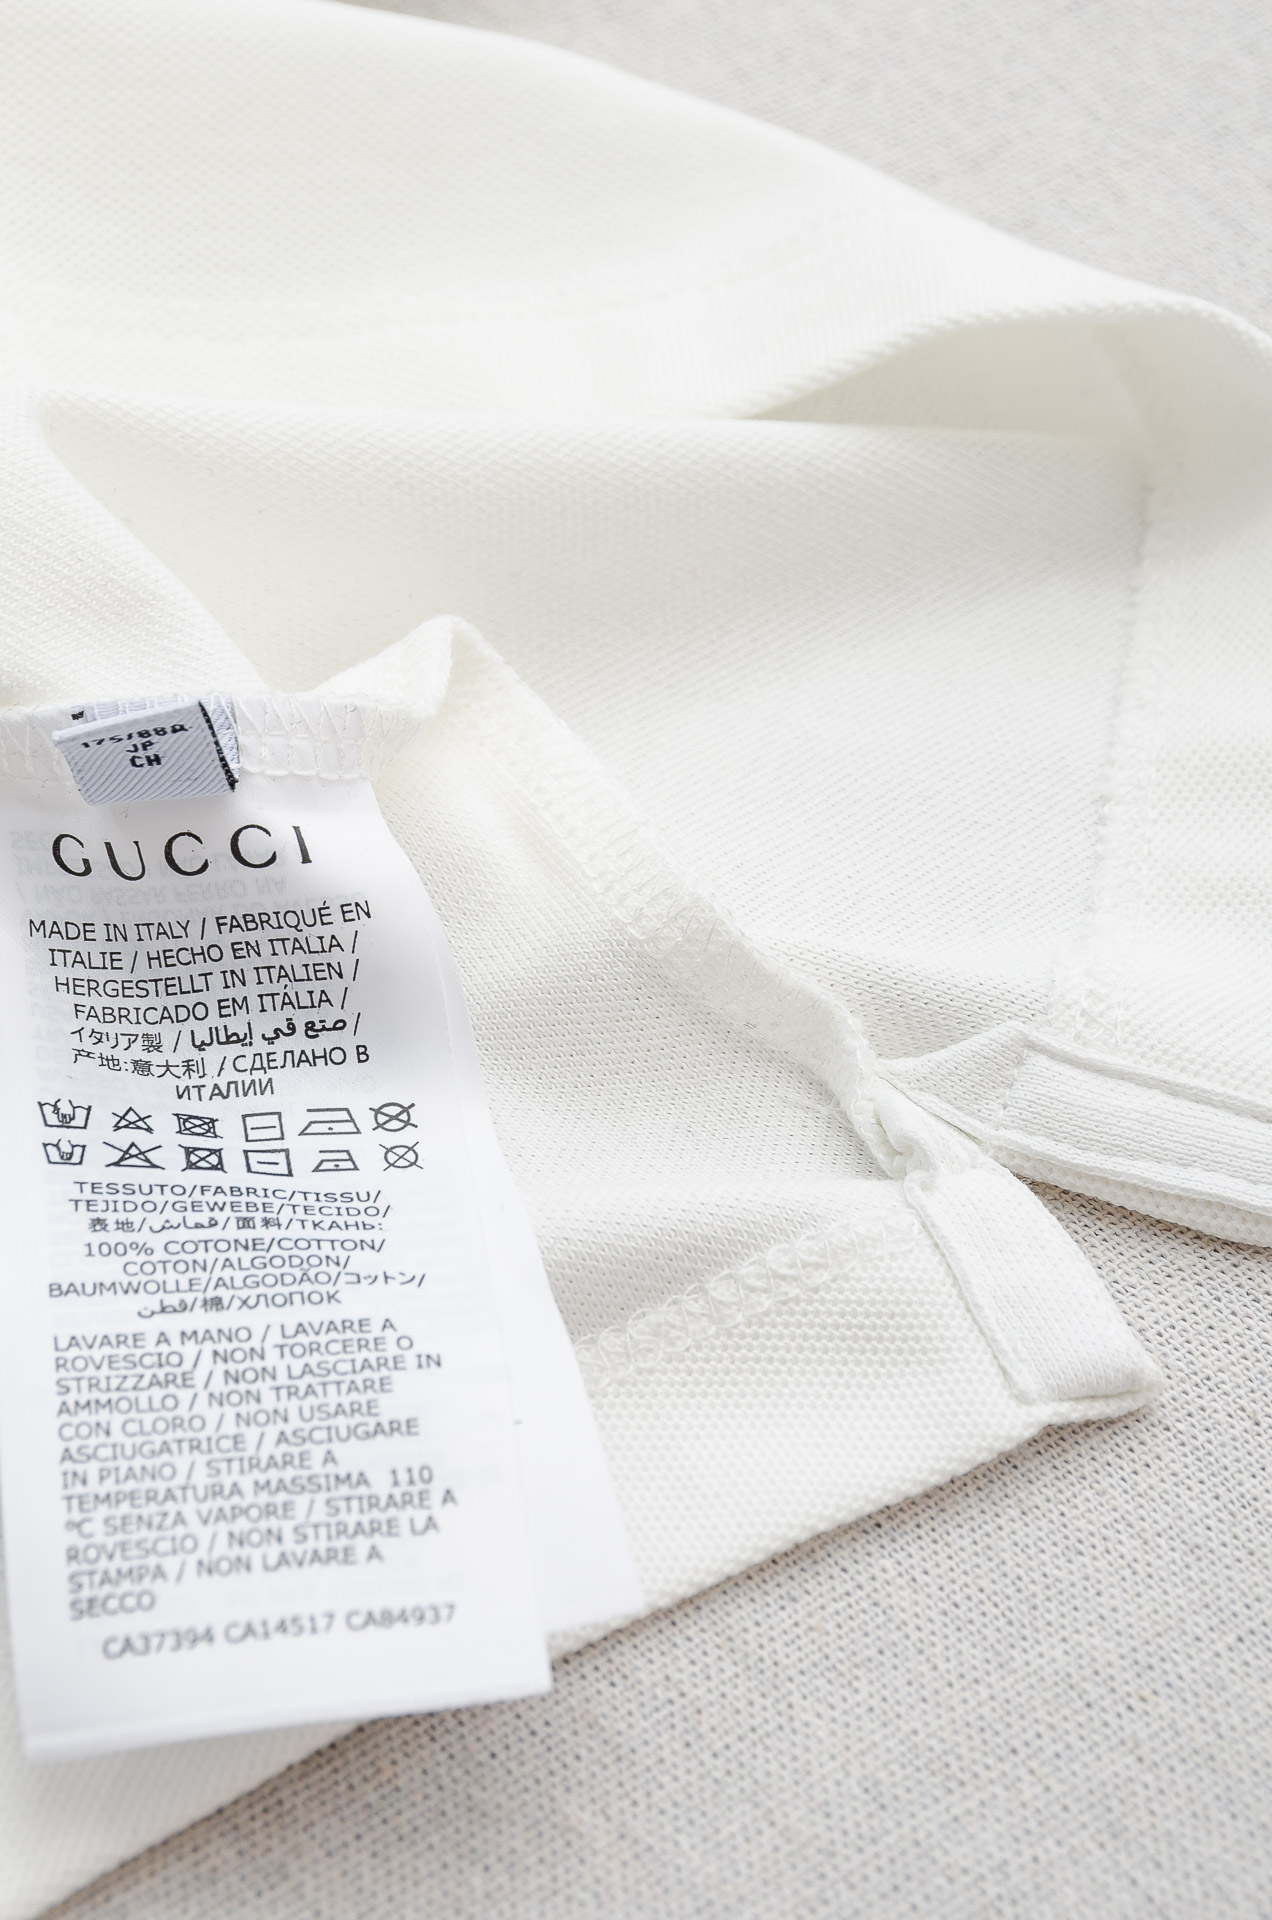 175/88A
JP
CH
GUCCI
MADE IN ITALY / FABRIQUÉ EN
ITALIE / HECHO EN ITALIA /
HERGESTELLT IN ITALIEN /
FABRICADO EM ITÁLIA /
イタリア製 / صنع في إيطاليا /
产地:意大利 / СДЕЛАНО В
ИТАЛИИ
TESSUTO/FABRIC/TISSU/
TEJIDO/GEWEBE/TECIDO/
表地/قماش/面料/ТКАНЬ:
100% COTONE/COTTON/
COTON/ALGODON/
BAUMWOLLE/ALGODÃO/コットン/
قطن/棉/ХЛОПОК
LAVARE A MANO / LAVARE A
ROVESCIO / NON TORCERE O
STRIZZARE / NON LASCIARE IN
AMMOLLO / NON TRATTARE
CON CLORO / NON USARE
ASCIUGATRICE / ASCIUGARE
IN PIANO / STIRARE A
TEMPERATURA MASSIMA 110
°C SENZA VAPORE / STIRARE A
ROVESCIO / NON STIRARE LA
STAMPA / NON LAVARE A
SECCO
CA37394 CA14517 CA84937